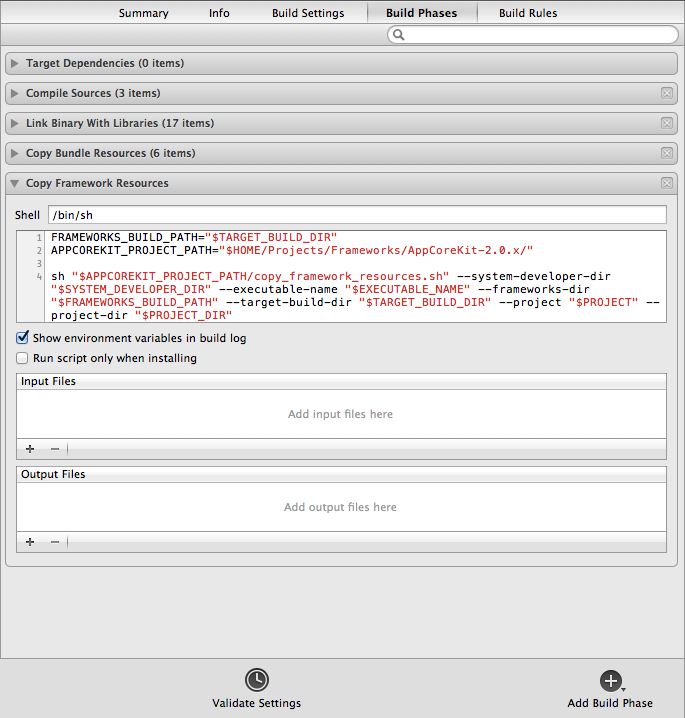 Summary Info Build Settings Build Phases Build Rules
Target Dependencies (0 items)
Compile Sources (3 items)
Link Binary With Libraries (17 items)
Copy Bundle Resources (6 items)
Copy Framework Resources
Shell /bin/sh
1 FRAMEWORKS_BUILD_PATH="$TARGET_BUILD_DIR"
2 APPCOREKIT_PROJECT_PATH="$HOME/Projects/Frameworks/AppCoreKit-2.0.x/"
3
4 sh "$APPCOREKIT_PROJECT_PATH/copy_framework_resources.sh" --system-developer-dir
"$SYSTEM_DEVELOPER_DIR" --executable-name "$EXECUTABLE_NAME" --frameworks-dir
"$FRAMEWORKS_BUILD_PATH" --target-build-dir "$TARGET_BUILD_DIR" --project "$PROJECT" --
project-dir "$PROJECT_DIR"
Show environment variables in build log
Run script only when installing
Input Files
Add input files here
Output Files
Add output files here
Validate Settings Add Build Phase